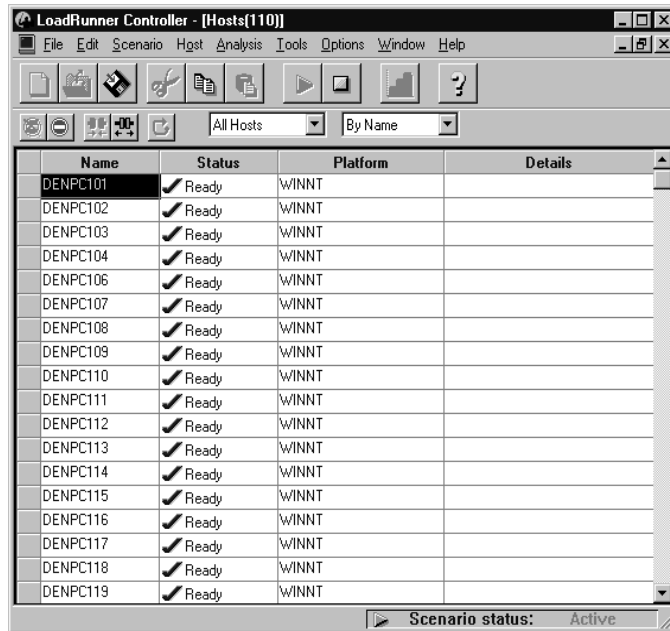 LoadRunner Controller - [Hosts(110)]
File Edit Scenario Host Analysis Tools Options Window Help
All Hosts By Name
Name Status Platform Details
DENPC101 Ready WINNT
DENPC102 Ready WINNT
DENPC103 Ready WINNT
DENPC104 Ready WINNT
DENPC106 Ready WINNT
DENPC107 Ready WINNT
DENPC108 Ready WINNT
DENPC109 Ready WINNT
DENPC110 Ready WINNT
DENPC111 Ready WINNT
DENPC112 Ready WINNT
DENPC113 Ready WINNT
DENPC114 Ready WINNT
DENPC115 Ready WINNT
DENPC116 Ready WINNT
DENPC117 Ready WINNT
DENPC118 Ready WINNT
DENPC119 Ready WINNT
Scenario status: Active